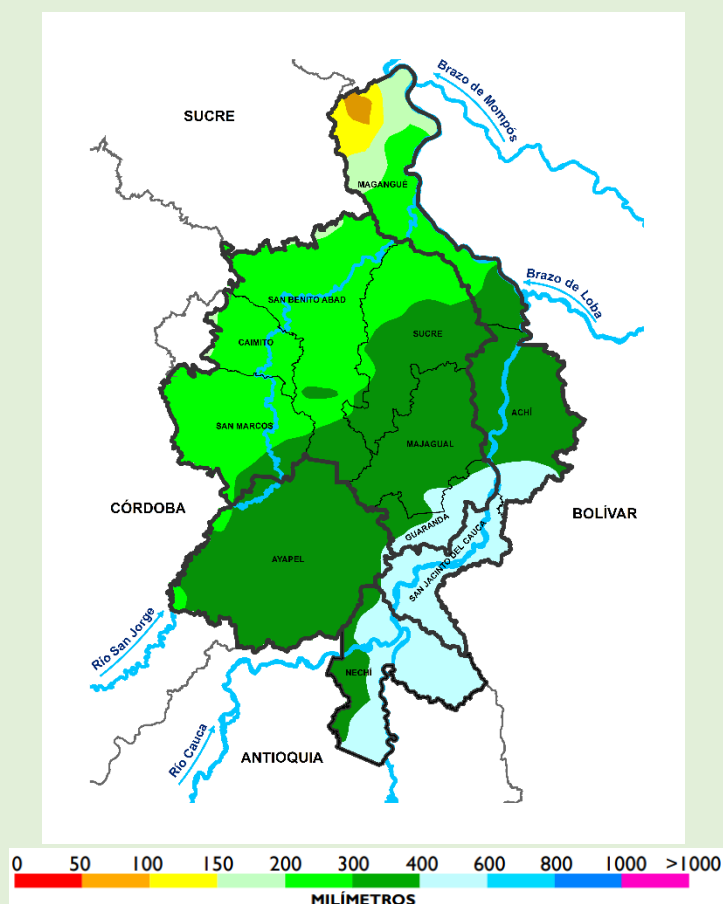 Brazo de Mompós
SUCRE
MAGANGUÉ
Brazo de Loba
SAN BENITO ABAD
SUCRE
CAIMITO
ACHÍ
SAN MARCOS
MAJAGUAL
CÓRDOBA
BOLÍVAR
GUARANDA
AYAPEL
SAN JACINTO DEL CAUCA
Río San Jorge
NECHÍ
Río Cauca
ANTIOQUIA
0 50 100 150 200 300 400 600 800 1000 >1000
MILÍMETROS